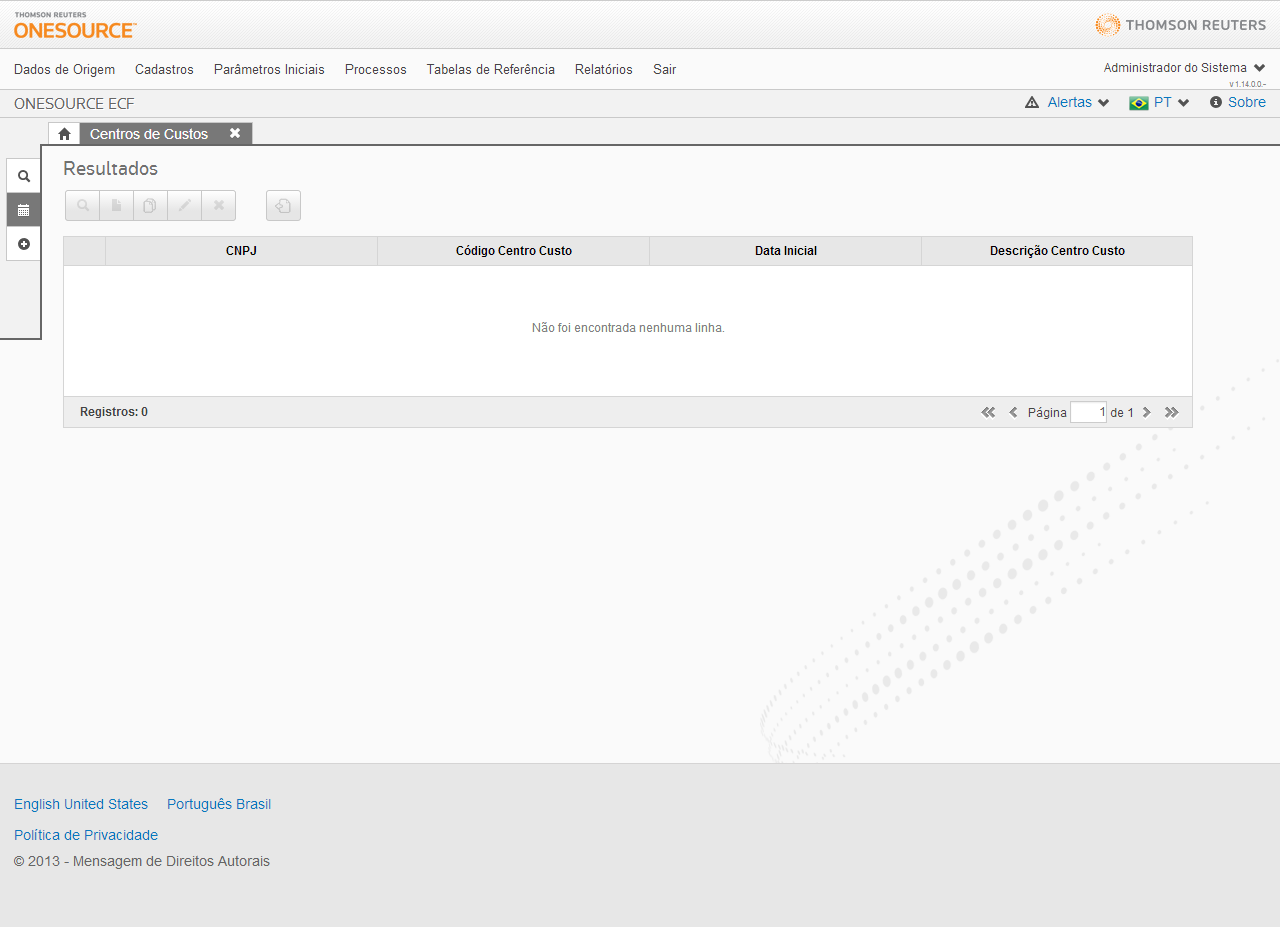 THOMSON REUTERS
ONESOURCE™
THOMSON REUTERS
Dados de Origem Cadastros Parâmetros Iniciais Processos Tabelas de Referência Relatórios Sair
Administrador do Sistema
v 1.14.0.0.-
ONESOURCE ECF
Alertas PT Sobre
Centros de Custos
Resultados
CNPJ Código Centro Custo Data Inicial Descrição Centro Custo
Não foi encontrada nenhuma linha.
Registros: 0
Página 1 de 1
English United States Português Brasil
Política de Privacidade
© 2013 - Mensagem de Direitos Autorais